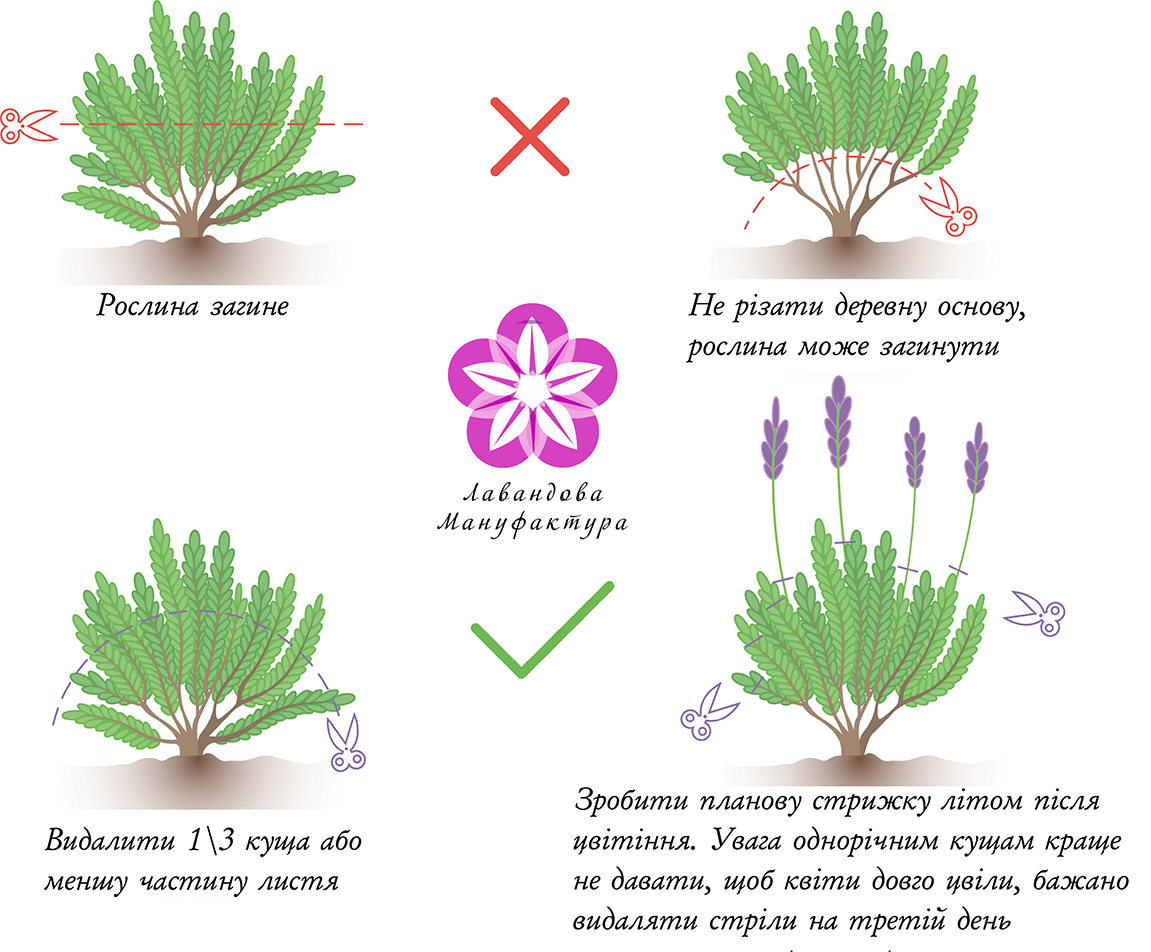 Рослина загине
Не різати деревну основу,
рослина може загинути
Лавандова
Мануфактура
Видалити 1\3 куща або
меншу частину листя
Зробити планову стрижку літом після
цвітіння. Увага однорічним кущам краще
не давати, щоб квіти довго цвіли, бажано
видаляти стріли на третій день